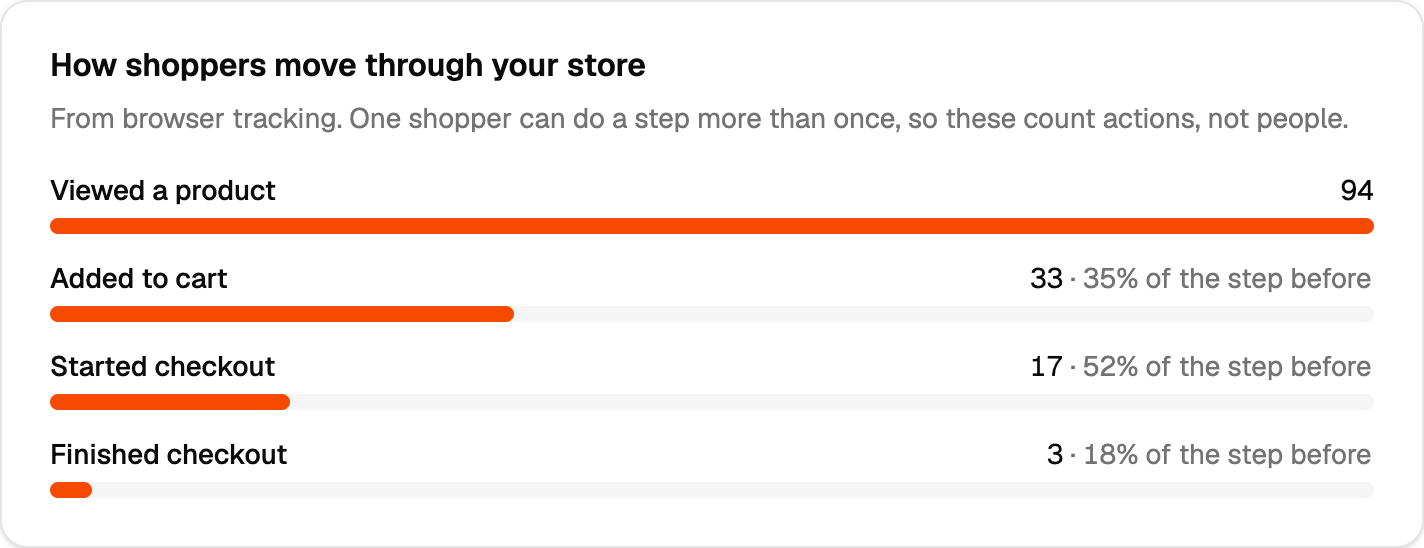 How shoppers move through your store
From browser tracking. One shopper can do a step more than once, so these count actions, not people.
Viewed a product 94
Added to cart 33 · 35% of the step before
Started checkout 17 · 52% of the step before
Finished checkout 3 · 18% of the step before